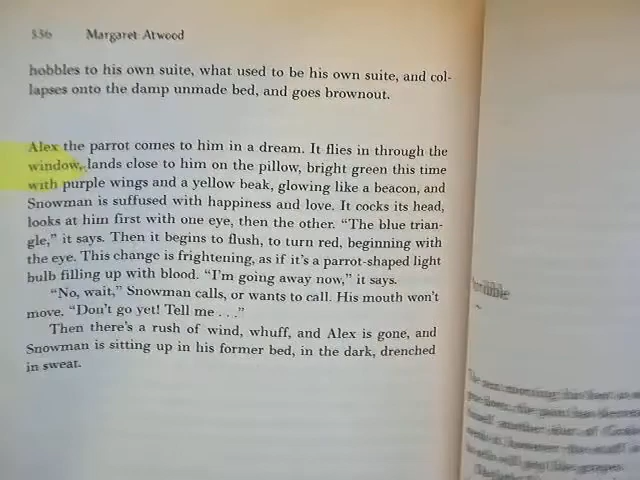 336 Margaret Atwood
hobbles to his own suite, what used to be his own suite, and col-
lapses onto the damp unmade bed, and goes brownout.
Alex the parrot comes to him in a dream. It flies in through the
window, lands close to him on the pillow, bright green this time
with purple wings and a yellow beak, glowing like a beacon, and
Snowman is suffused with happiness and love. It cocks its head,
looks at him first with one eye, then the other. “The blue trian-
gle,” it says. Then it begins to flush, to turn red, beginning with
the eye. This change is frightening, as if it’s a parrot-shaped light
bulb filling up with blood. “I’m going away now,” it says.
“No, wait,” Snowman calls, or wants to call. His mouth won’t
move. “Don’t go yet! Tell me . . .”
Then there’s a rush of wind, whuff, and Alex is gone, and
Snowman is sitting up in his former bed, in the dark, drenched
in sweat.